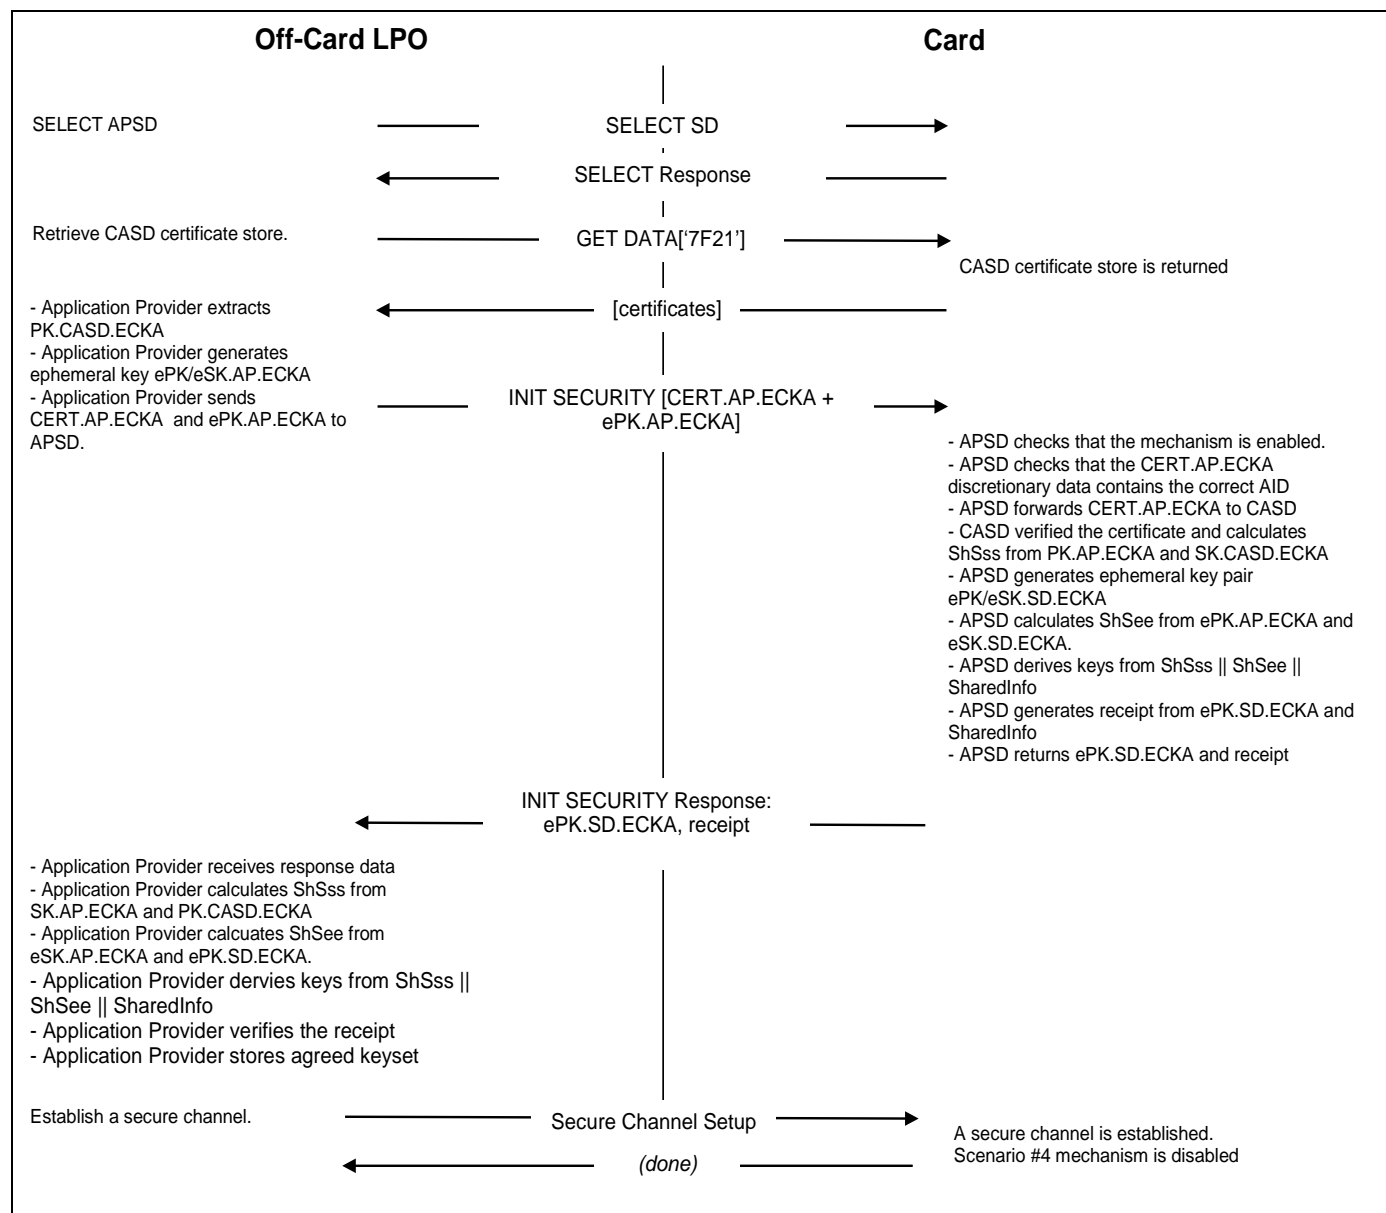 Off-Card LPO
Card
SELECT APSD
SELECT SD
SELECT Response
Retrieve CASD certificate store.
GET DATA['7F21']
CASD certificate store is returned
[certificates]
- Application Provider extracts
PK.CASD.ECKA
- Application Provider generates
ephemeral key ePK/eSK.AP.ECKA
- Application Provider sends
CERT.AP.ECKA  and ePK.AP.ECKA to
APSD.
INIT SECURITY [CERT.AP.ECKA +
ePK.AP.ECKA]
- APSD checks that the mechanism is enabled.
- APSD checks that the CERT.AP.ECKA
discretionary data contains the correct AID
- APSD forwards CERT.AP.ECKA to CASD
- CASD verified the certificate and calculates
ShSss from PK.AP.ECKA and SK.CASD.ECKA
- APSD generates ephemeral key pair
ePK/eSK.SD.ECKA
- APSD calculates ShSee from ePK.AP.ECKA and
eSK.SD.ECKA.
- APSD derives keys from ShSss || ShSee ||
SharedInfo
- APSD generates receipt from ePK.SD.ECKA and
SharedInfo
- APSD returns ePK.SD.ECKA and receipt
INIT SECURITY Response:
ePK.SD.ECKA, receipt
- Application Provider receives response data
- Application Provider calculates ShSss from
SK.AP.ECKA and PK.CASD.ECKA
- Application Provider calcuates ShSee from
eSK.AP.ECKA and ePK.SD.ECKA.
- Application Provider dervies keys from ShSss ||
ShSee || SharedInfo
- Application Provider verifies the receipt
- Application Provider stores agreed keyset
Establish a secure channel.
Secure Channel Setup
A secure channel is established.
Scenario #4 mechanism is disabled
(done)